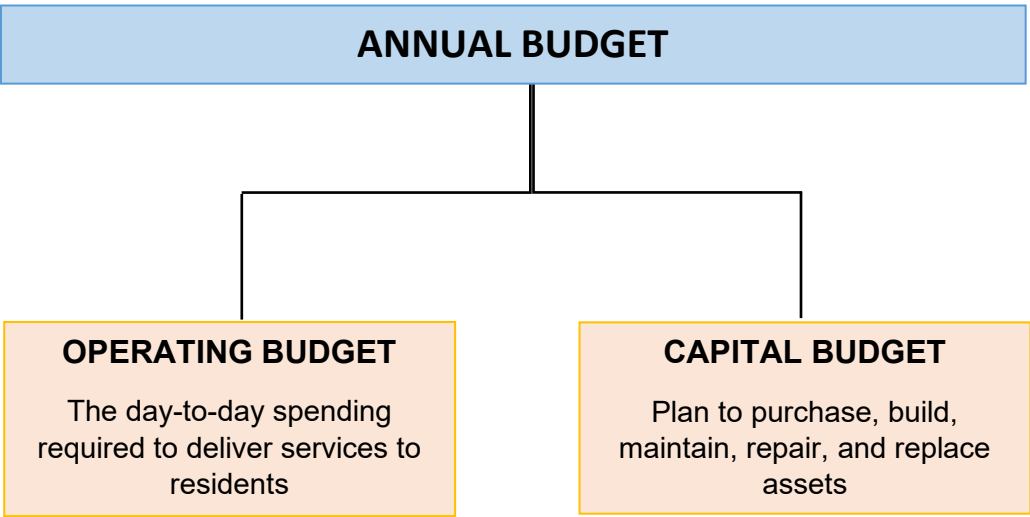 ANNUAL BUDGET
OPERATING BUDGET
The day-to-day spending
required to deliver services to
residents
CAPITAL BUDGET
Plan to purchase, build,
maintain, repair, and replace
assets